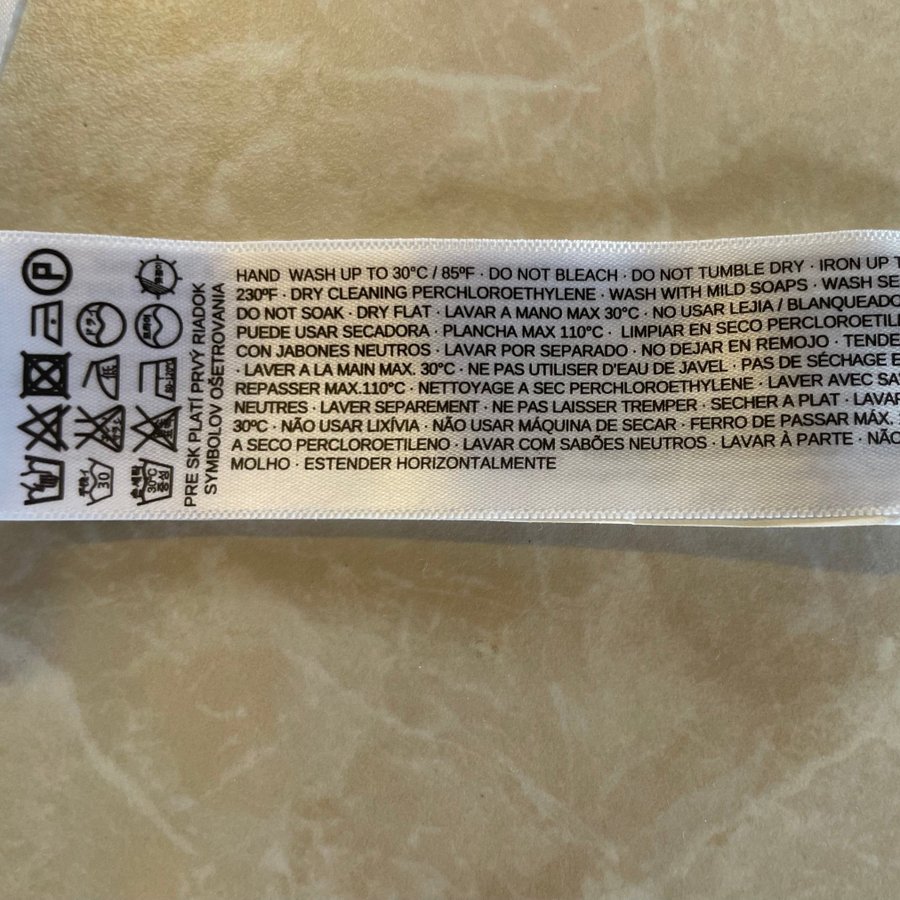 PRE SK PLATÍ PRVÝ RIADOK
SYMBOLOV OŠETROVANIA
HAND WASH UP TO 30°C / 85ºF · DO NOT BLEACH · DO NOT TUMBLE DRY · IRON UP
230ºF · DRY CLEANING PERCHLOROETHYLENE · WASH WITH MILD SOAPS · WASH
DO NOT SOAK · DRY FLAT · LAVAR A MANO MAX 30°C · NO USAR LEJIA / BLANQUEADO
PUEDE USAR SECADORA · PLANCHA MAX 110°C · LIMPIAR EN SECO
CON JABONES NEUTROS · LAVAR POR SEPARADO · NO DEJAR EN REMOJO ·
· LAVER A LA MAIN MAX. 30°C · NE PAS UTILISER D'EAU DE JAVEL · PAS DE SÉCHAGE
REPASSER MAX.110°C · NETTOYAGE A SEC PERCHLOROETHYLENE · LAVER AVEC
NEUTRES · LAVER SEPAREMENT · NE PAS LAISSER TREMPER · SECHER A PLAT ·
30ºC · NÃO USAR LIXÍVIA · NÃO USAR MÁQUINA DE SECAR · FERRO DE PASSAR MÁX.
A SECO PERCLOROETILENO · LAVAR COM SABÕES NEUTROS · LAVAR À PARTE · NÃO
MOLHO · ESTENDER HORIZONTALMENTE
P
30
30°C
중성